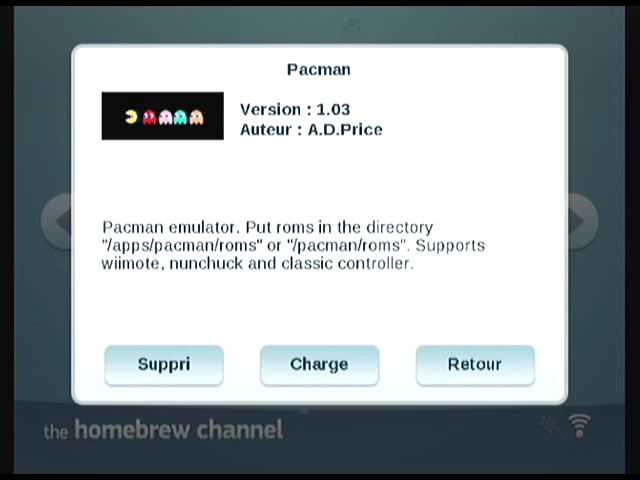 Pacman
Version : 1.03
Auteur : A.D.Price
Pacman emulator. Put roms in the directory
"/apps/pacman/roms" or "/pacman/roms". Supports
wiimote, nunchuck and classic controller.
Suppri
Charge
Retour
the homebrew channel